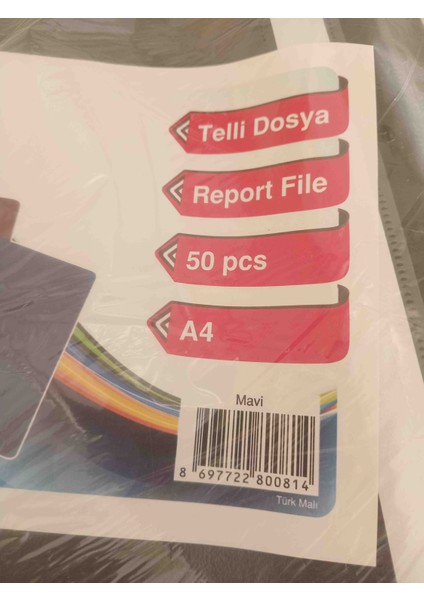 Telli Dosya
Report File
50 pcs
A4
Mavi
8 697722 800814
Türk Malı